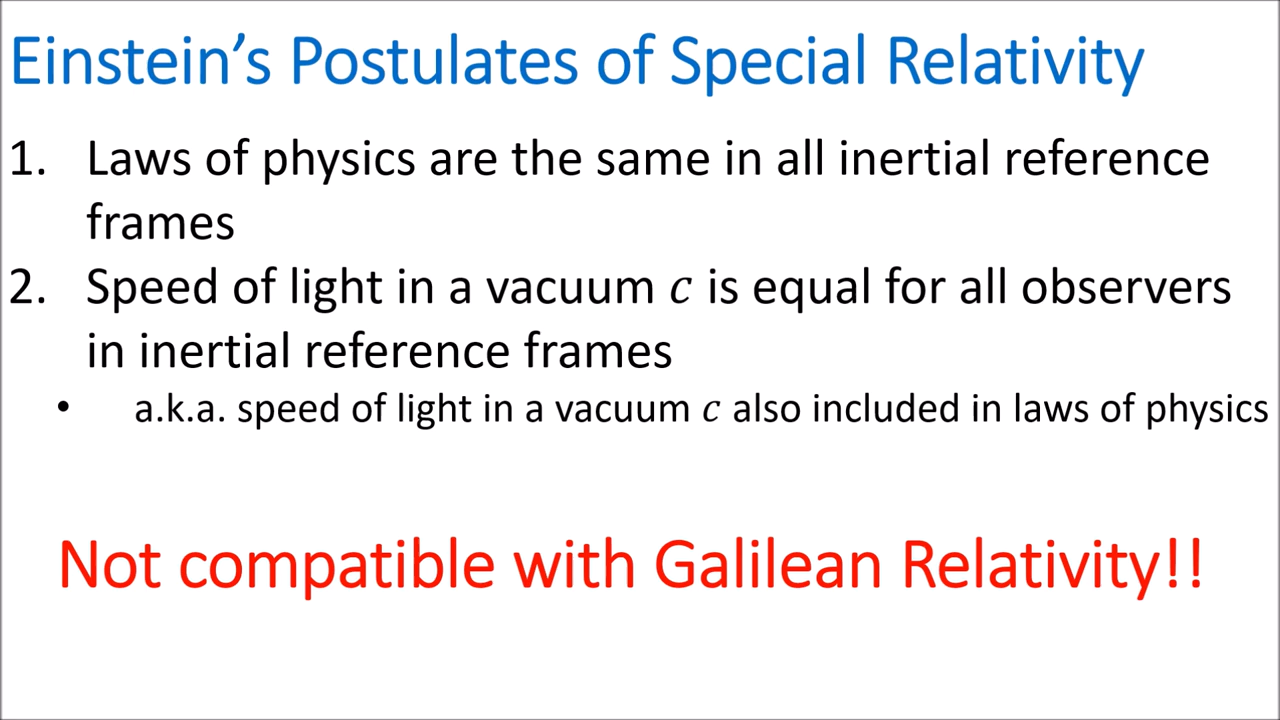 Einstein’s Postulates of Special Relativity
1. Laws of physics are the same in all inertial reference
frames
2. Speed of light in a vacuum 𝑐 is equal for all observers
in inertial reference frames
• a.k.a. speed of light in a vacuum 𝑐 also included in laws of physics
Not compatible with Galilean Relativity!!